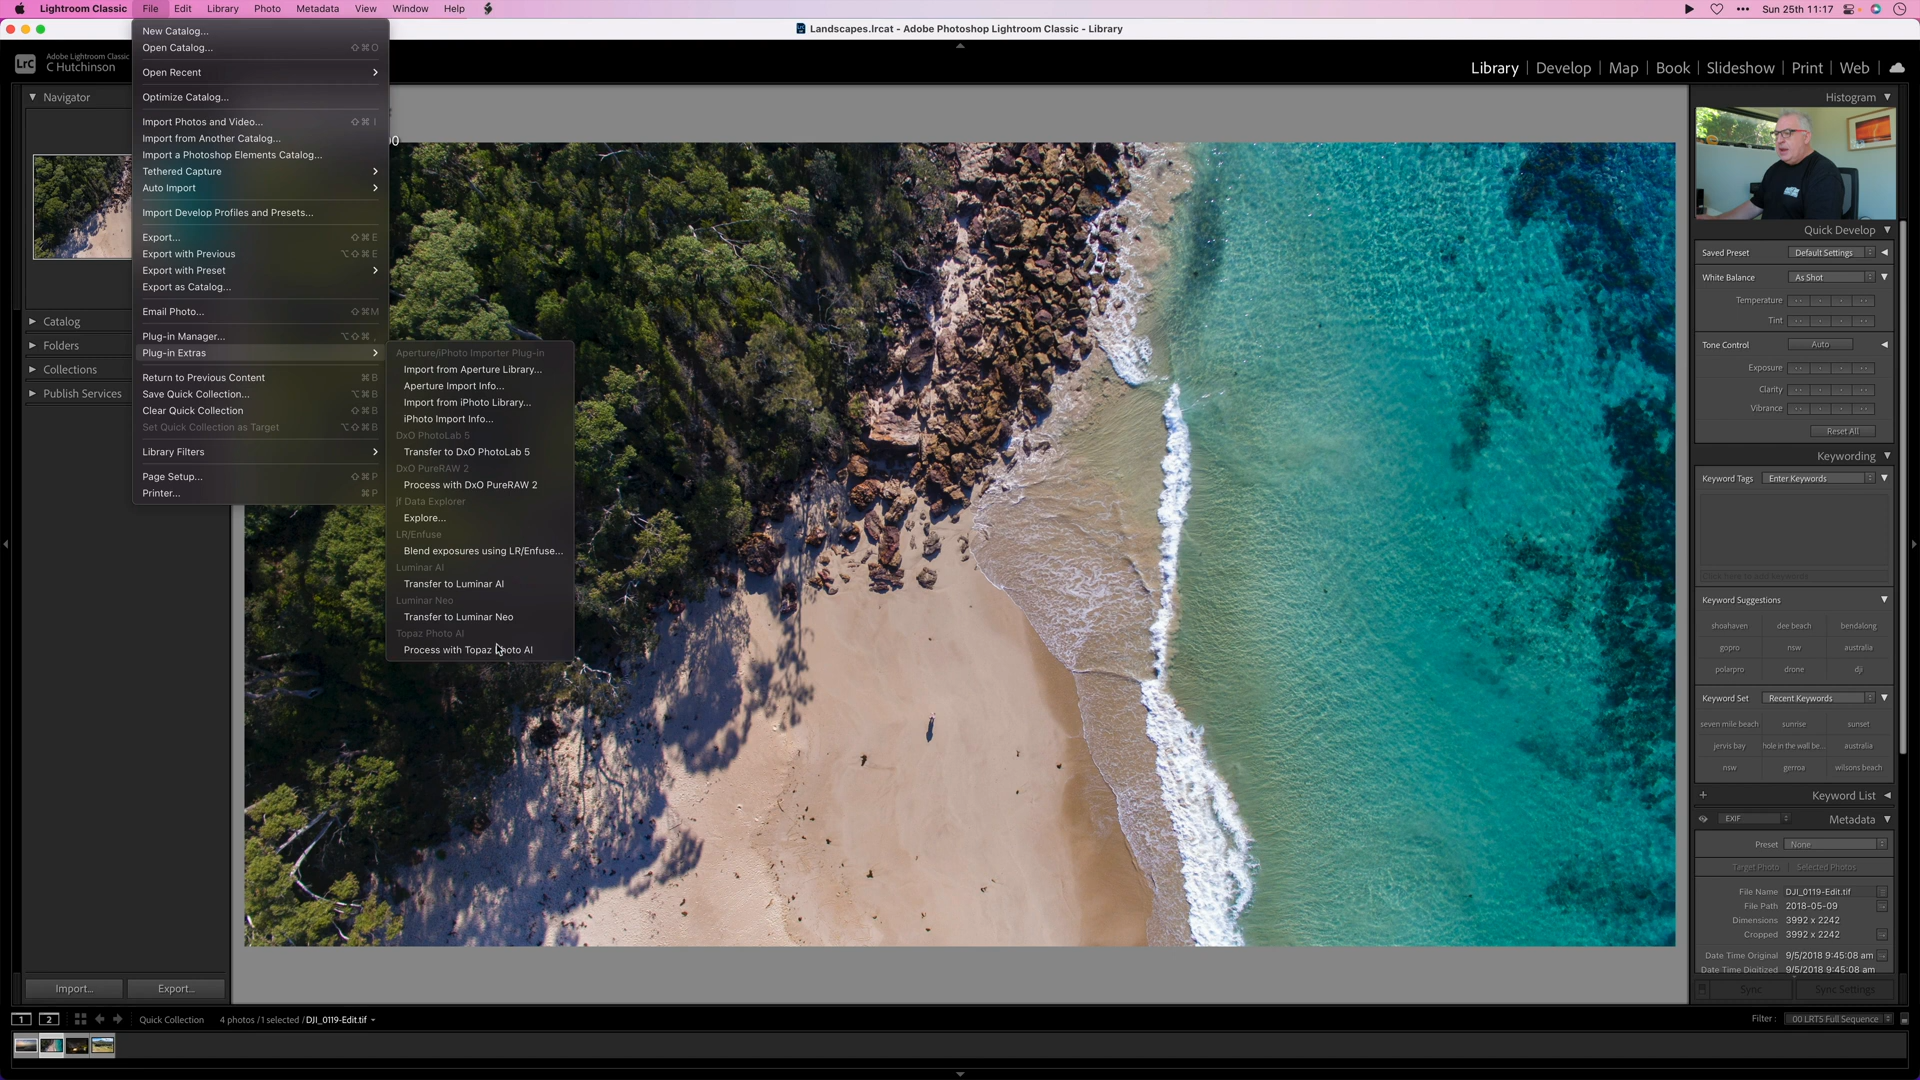 Lightroom Classic File Edit Library Photo Metadata View Window Help
Sun 25th 11:17
Landscapes.lrcat - Adobe Photoshop Lightroom Classic - Library
LrC
Adobe Lightroom Classic
C Hutchinson
Library | Develop | Map | Book | Slideshow | Print | Web
New Catalog...
Open Catalog... ⇧⌘O
Open Recent
Optimize Catalog...
Import Photos and Video... ⇧⌘I
Import from Another Catalog...
Import a Photoshop Elements Catalog...
Tethered Capture
Auto Import
Import Develop Profiles and Presets...
Export... ⇧⌘E
Export with Previous ⌥⇧⌘E
Export with Preset
Export as Catalog...
Email Photo... ⇧⌘M
Plug-in Manager... ⌥⇧⌘,
Plug-in Extras
Return to Previous Content ⌘B
Save Quick Collection... ⌥⌘B
Clear Quick Collection ⇧⌘B
Set Quick Collection as Target ⌥⇧⌘B
Library Filters
Page Setup... ⇧⌘P
Printer... ⌘P
Aperture/iPhoto Importer Plug-in
Import from Aperture Library...
Aperture Import Info...
Import from iPhoto Library...
iPhoto Import Info...
DxO PhotoLab 5
Transfer to DxO PhotoLab 5
DxO PureRAW 2
Process with DxO PureRAW 2
jf Data Explorer
Explore...
LR/Enfuse
Blend exposures using LR/Enfuse...
Luminar AI
Transfer to Luminar AI
Luminar Neo
Transfer to Luminar Neo
Topaz Photo AI
Process with Topaz Photo AI
Navigator
Catalog
Folders
Collections
Publish Services
Import... Export...
Histogram
Quick Develop
Saved Preset Default Settings
White Balance As Shot
Temperature
Tint
Tone Control Auto
Exposure
Clarity
Vibrance
Reset All
Keywording
Keyword Tags Enter Keywords
Keyword Suggestions
shoahaven dee beach bendalong
gopro nsw australia
polarpro drone dji
Keyword Set Recent Keywords
seven mile beach sunrise sunset
jervis bay hole in the wall be... australia
nsw gerroa wilsons beach
+ Keyword List
EXIF Metadata
Preset None
Target Photo Selected Photos
File Name DJI_0119-Edit.tif
File Path 2018-05-09
Dimensions 3992 x 2242
Cropped 3992 x 2242
Date Time Original 9/5/2018 9:45:08 am
Date Time Digitized 9/5/2018 9:45:08 am
Sync Sync Settings
1 2 Quick Collection 4 photos / 1 selected / DJI_0119-Edit.tif
Filter : 00 LRT5 Full Sequence